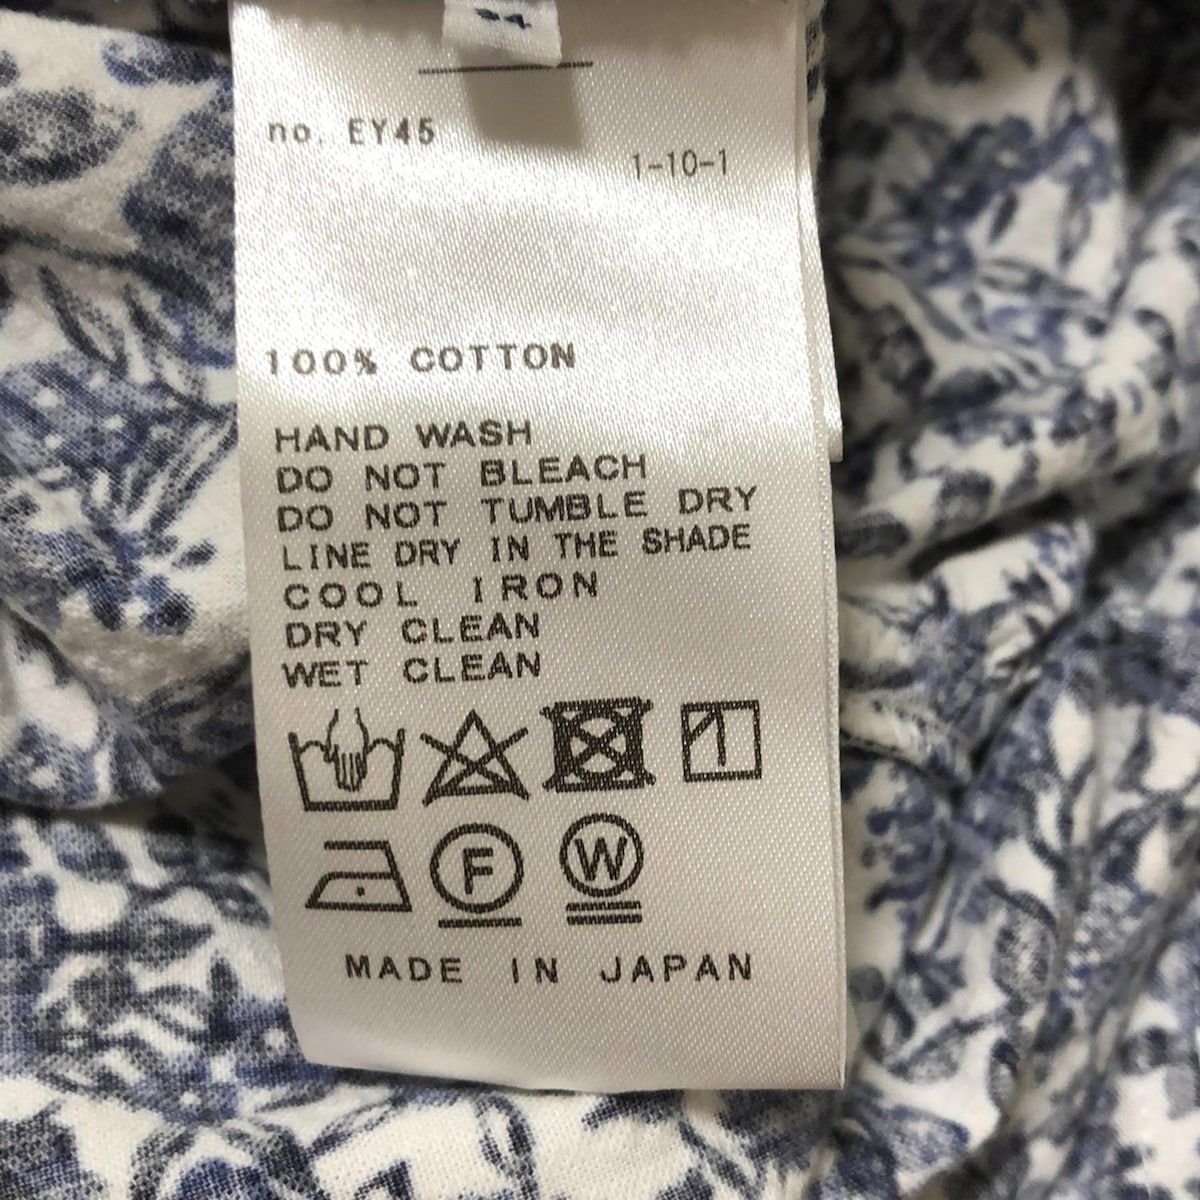 no. EY45
1-10-1
100% COTTON
HAND WASH
DO NOT BLEACH
DO NOT TUMBLE DRY
LINE DRY IN THE SHADE
COOL IRON
DRY CLEAN
WET CLEAN
F W
MADE IN JAPAN